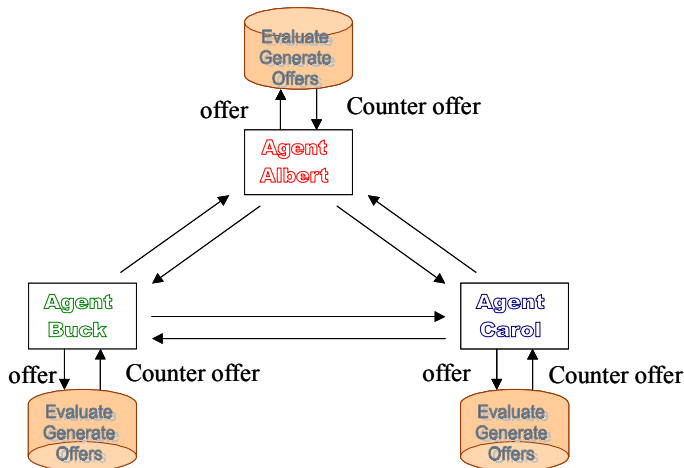 Evaluate
Generate
Offers
offer
Counter offer
Agent
Albert
Agent
Buck
Agent
Carol
offer
Counter offer
offer
Counter offer
Evaluate
Generate
Offers
Evaluate
Generate
Offers